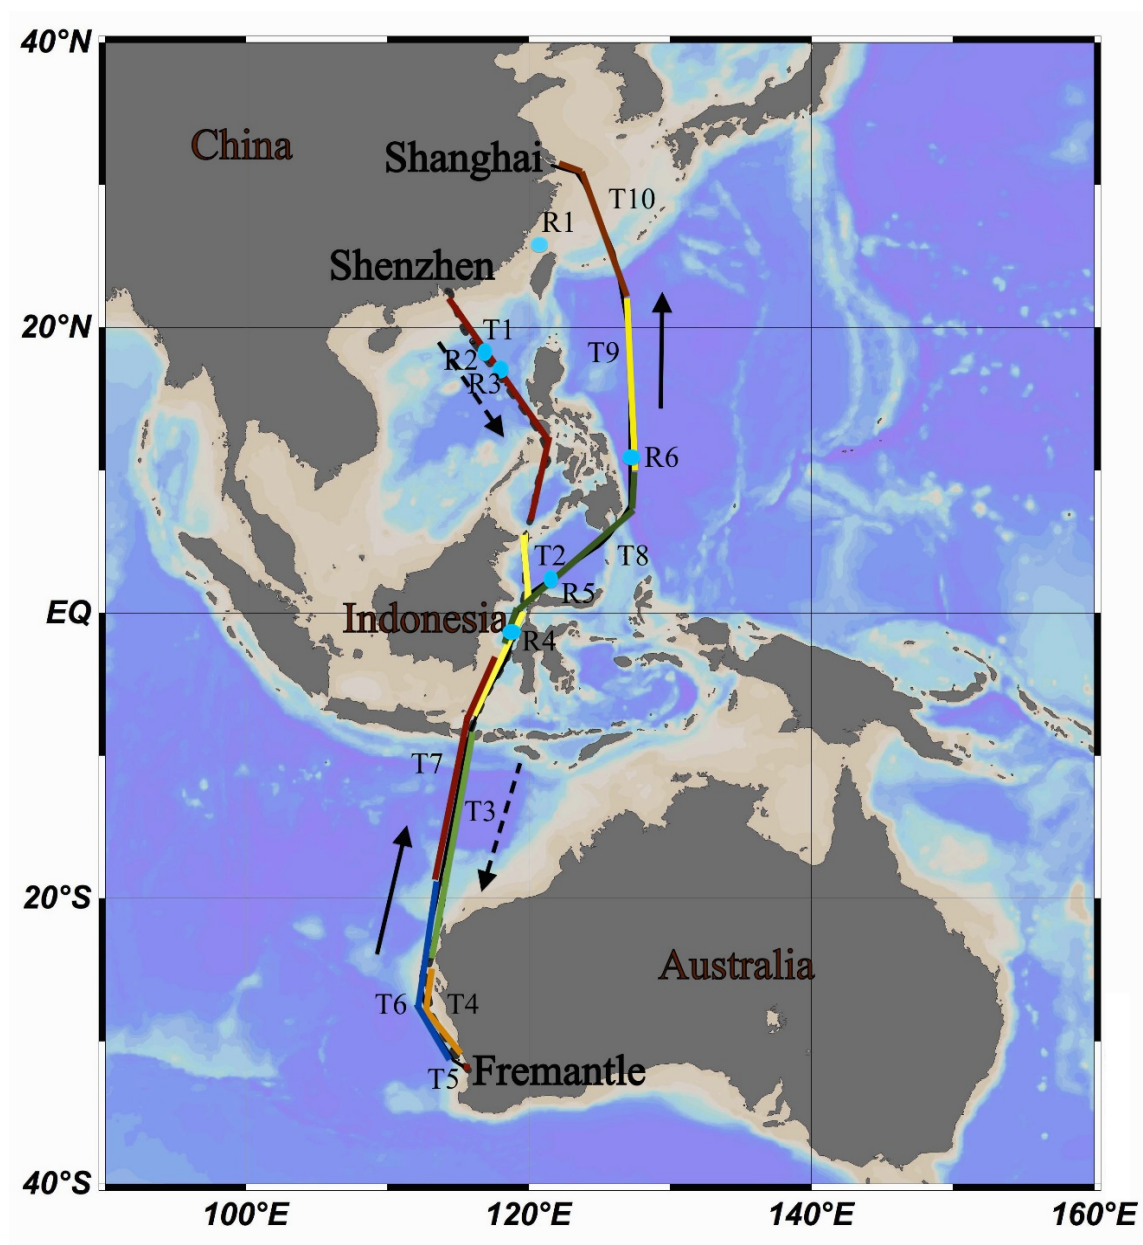 40°N
China
Shanghai
T10
R1
Shenzhen
20°N
T1
R2
R3
T9
R6
T2
T8
R5
EQ
Indonesia
R4
T7
T3
20°S
Australia
T6
T4
T5
Fremantle
40°S
100°E
120°E
140°E
160°E